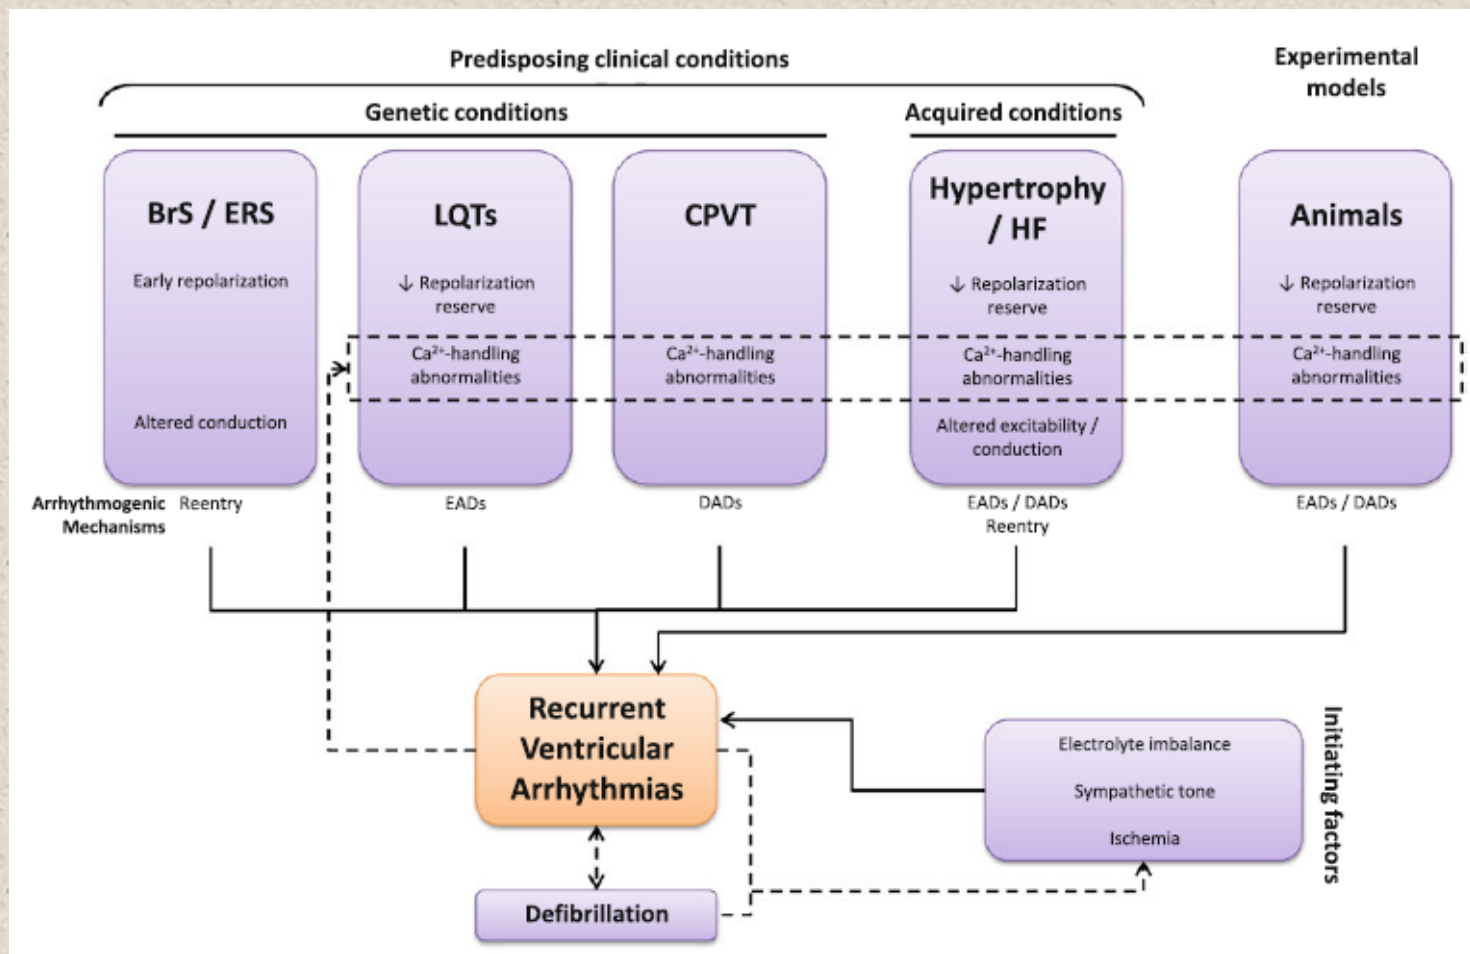 Predisposing clinical conditions
Experimental
models
Genetic conditions
Acquired conditions
BrS / ERS
Early repolarization
Altered conduction
LQTs
↓ Repolarization
reserve
Ca²⁺-handling
abnormalities
CPVT
Ca²⁺-handling
abnormalities
Hypertrophy
/ HF
↓ Repolarization
reserve
Ca²⁺-handling
abnormalities
Altered excitability /
conduction
Animals
↓ Repolarization
reserve
Ca²⁺-handling
abnormalities
Arrhythmogenic
Mechanisms
Reentry
EADs
DADs
EADs / DADs
Reentry
EADs / DADs
Recurrent
Ventricular
Arrhythmias
Electrolyte imbalance
Sympathetic tone
Ischemia
Initiating factors
Defibrillation